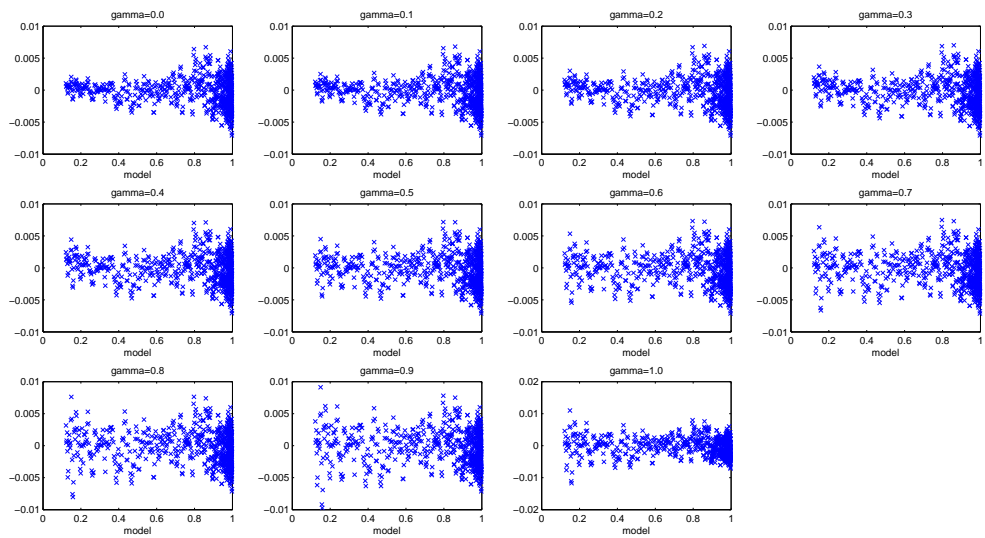 gamma=0.0 gamma=0.1 gamma=0.2 gamma=0.3
0.01 0.01 0.01 0.01
0.005 0.005 0.005 0.005
0 0 0 0
−0.005 −0.005 −0.005 −0.005
−0.01 −0.01 −0.01 −0.01
0 0.2 0.4 0.6 0.8 1 0 0.2 0.4 0.6 0.8 1 0 0.2 0.4 0.6 0.8 1 0 0.2 0.4 0.6 0.8 1
model model model model
gamma=0.4 gamma=0.5 gamma=0.6 gamma=0.7
0.01 0.01 0.01 0.01
0.005 0.005 0.005 0.005
0 0 0 0
−0.005 −0.005 −0.005 −0.005
−0.01 −0.01 −0.01 −0.01
0 0.2 0.4 0.6 0.8 1 0 0.2 0.4 0.6 0.8 1 0 0.2 0.4 0.6 0.8 1 0 0.2 0.4 0.6 0.8 1
model model model model
gamma=0.8 gamma=0.9 gamma=1.0
0.01 0.01 0.02
0.005 0.005 0.01
0 0 0
−0.005 −0.005 −0.01
−0.01 −0.01 −0.02
0 0.2 0.4 0.6 0.8 1 0 0.2 0.4 0.6 0.8 1 0 0.2 0.4 0.6 0.8 1
model model model